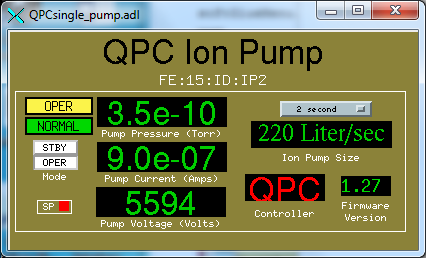 QPCsingle_pump.adl
QPC Ion Pump
FE:15:ID:IP2
OPER
NORMAL
STBY
OPER
Mode
SP
3.5e-10
Pump Pressure (Torr)
9.0e-07
Pump Current (Amps)
5594
Pump Voltage (Volts)
2 second
220 Liter/sec
Ion Pump Size
QPC
Controller
1.27
Firmware
Version